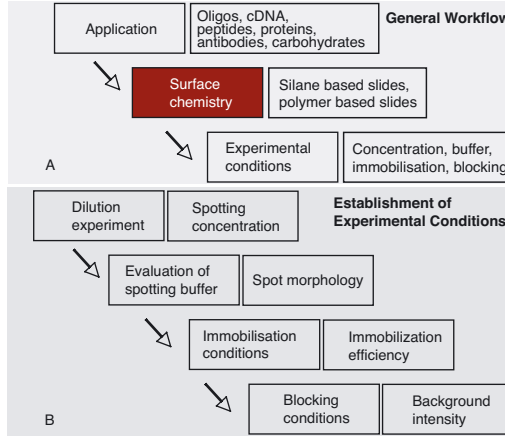 General Workflow
Application
Oligos, cDNA,
peptides, proteins,
antibodies, carbohydrates
Surface
chemistry
Silane based slides,
polymer based slides
Experimental
conditions
Concentration, buffer,
immobilisation, blocking
A
Establishment of
Experimental Conditions
Dilution
experiment
Spotting
concentration
Evaluation of
spotting buffer
Spot morphology
Immobilisation
conditions
Immobilization
efficiency
Blocking
conditions
Background
intensity
B